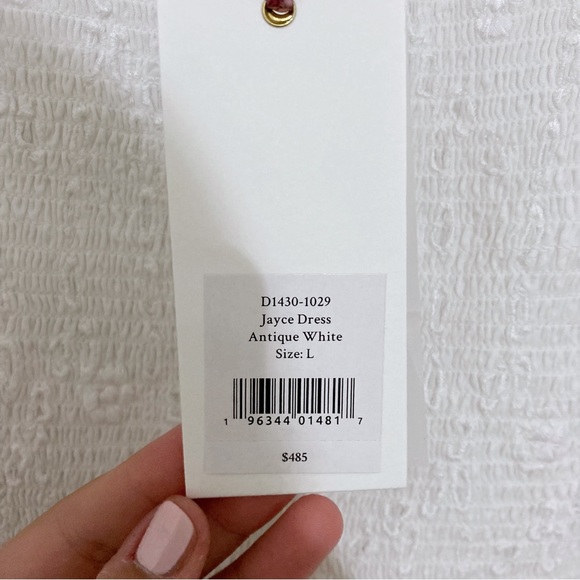 D1430-1029
Jayce Dress
Antique White
Size: L
1 96344 01481 7
$485